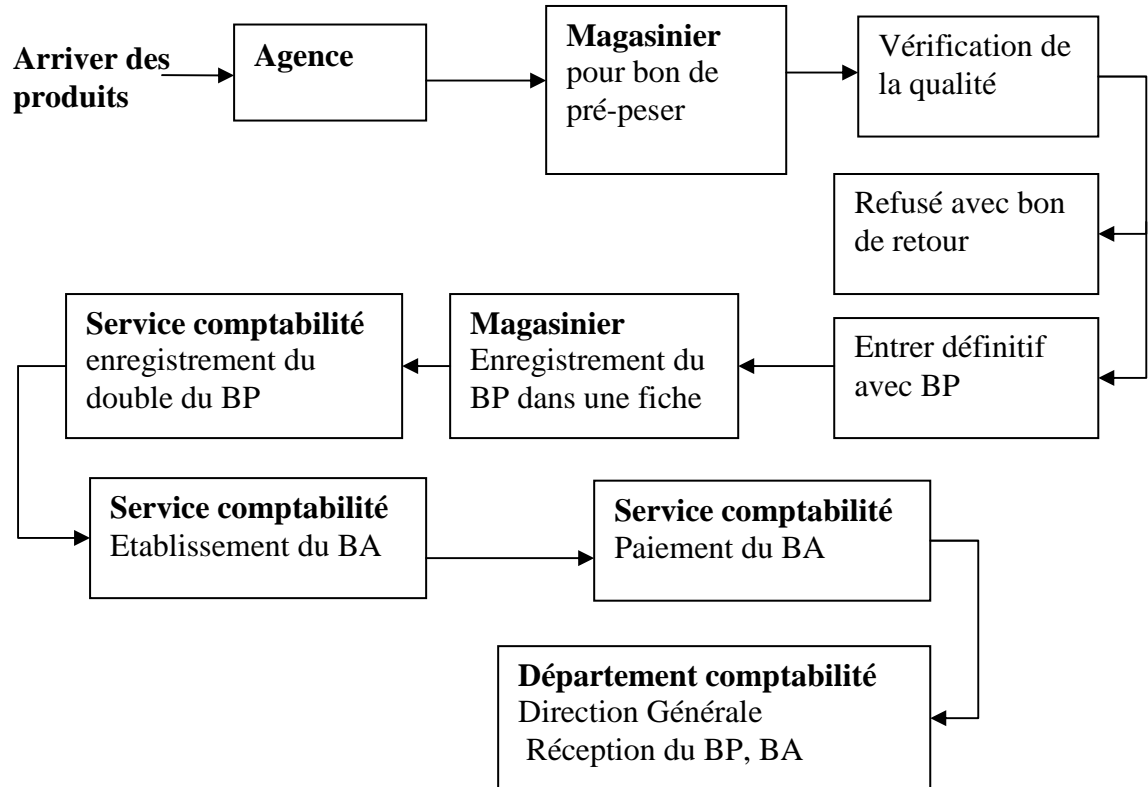 Arriver des
produits
Agence
Magasinier
pour bon de
pré-peser
Vérification de
la qualité
Refusé avec bon
de retour
Service comptabilité
enregistrement du
double du BP
Magasinier
Enregistrement du
BP dans une fiche
Entrer définitif
avec BP
Service comptabilité
Etablissement du BA
Service comptabilité
Paiement du BA
Département comptabilité
Direction Générale
Réception du BP, BA